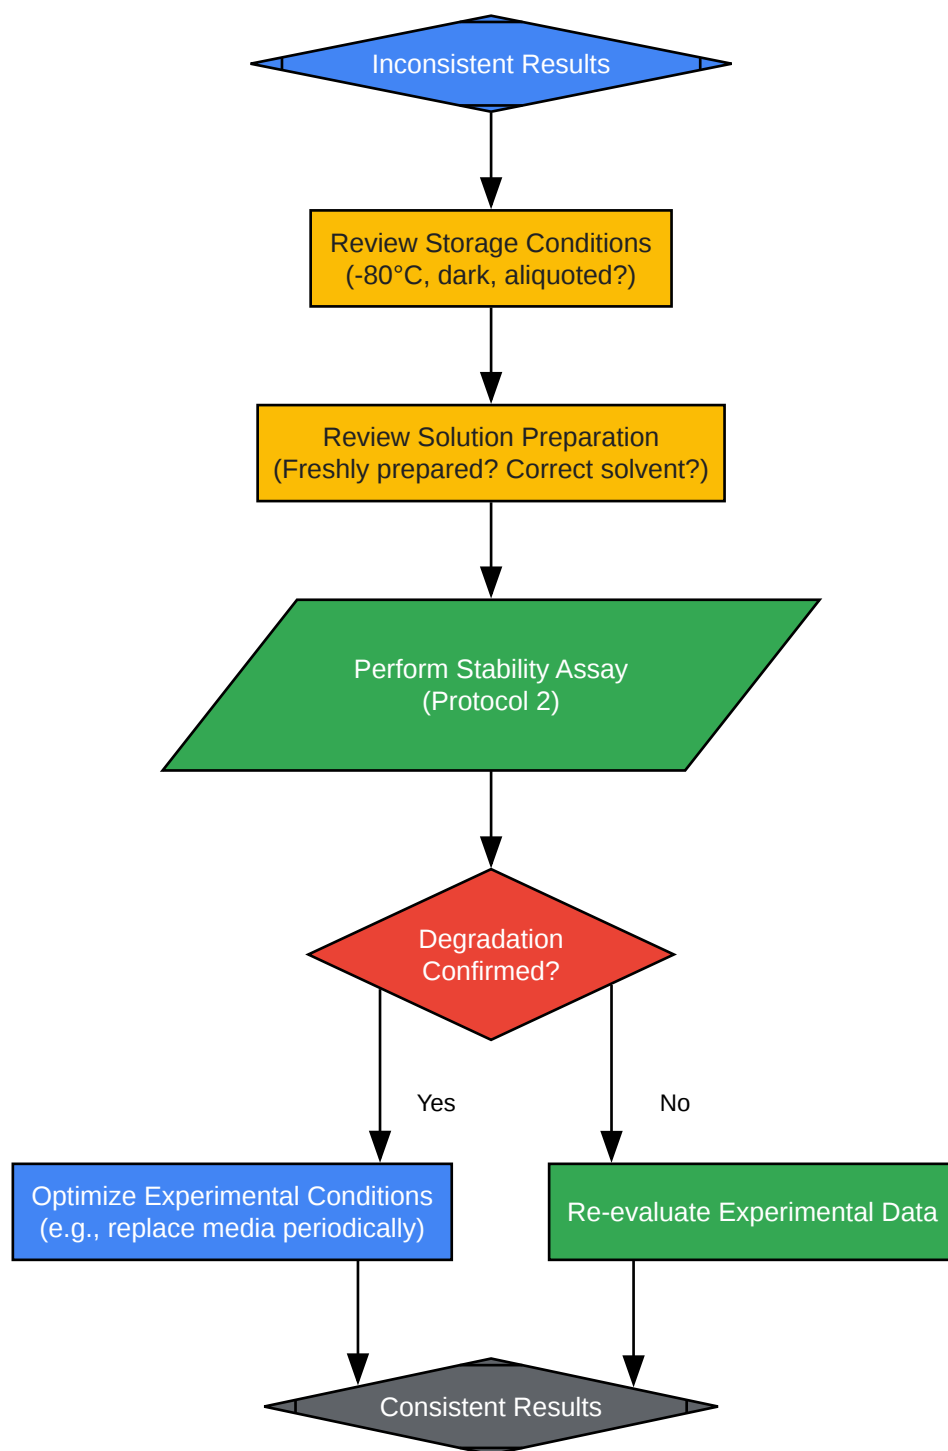 Inconsistent Results
Review Storage Conditions
(-80°C, dark, aliquoted?)
Review Solution Preparation
(Freshly prepared? Correct solvent?)
Perform Stability Assay
(Protocol 2)
Degradation
Confirmed?
Yes
No
Optimize Experimental Conditions
(e.g., replace media periodically)
Re-evaluate Experimental Data
Consistent Results